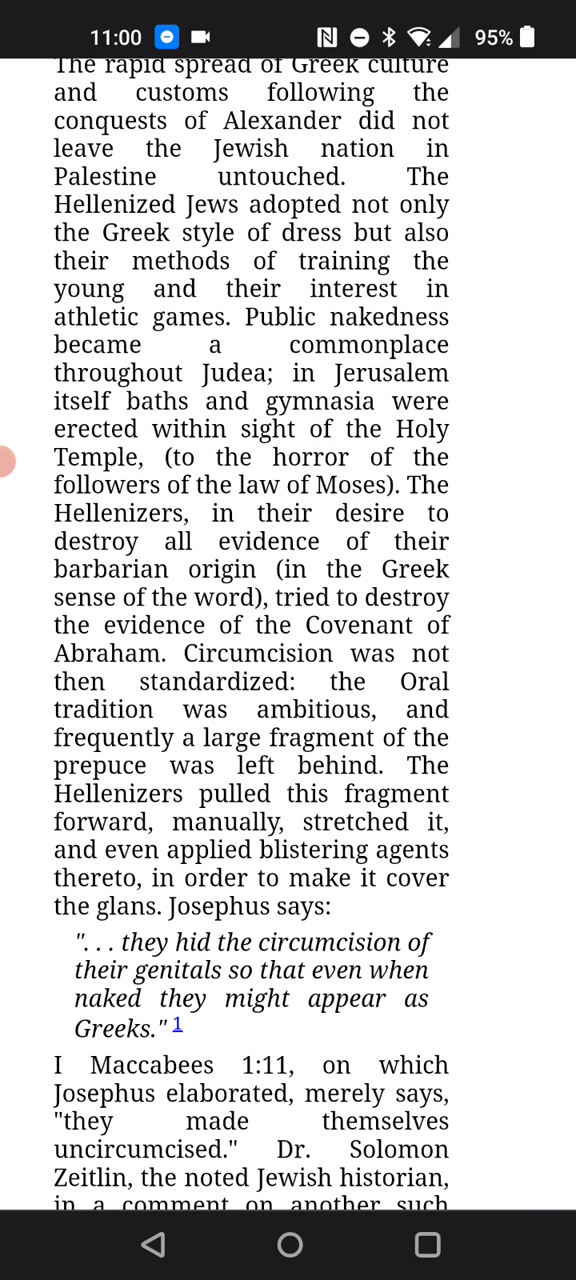 11:00 95%
The rapid spread of Greek culture
and customs following the
conquests of Alexander did not
leave the Jewish nation in
Palestine untouched. The
Hellenized Jews adopted not only
the Greek style of dress but also
their methods of training the
young and their interest in
athletic games. Public nakedness
became a commonplace
throughout Judea; in Jerusalem
itself baths and gymnasia were
erected within sight of the Holy
Temple, (to the horror of the
followers of the law of Moses). The
Hellenizers, in their desire to
destroy all evidence of their
barbarian origin (in the Greek
sense of the word), tried to destroy
the evidence of the Covenant of
Abraham. Circumcision was not
then standardized: the Oral
tradition was ambitious, and
frequently a large fragment of the
prepuce was left behind. The
Hellenizers pulled this fragment
forward, manually, stretched it,
and even applied blistering agents
thereto, in order to make it cover
the glans. Josephus says:
". . . they hid the circumcision of
their genitals so that even when
naked they might appear as
Greeks." 1
I Maccabees 1:11, on which
Josephus elaborated, merely says,
"they made themselves
uncircumcised." Dr. Solomon
Zeitlin, the noted Jewish historian,
in a comment on another such